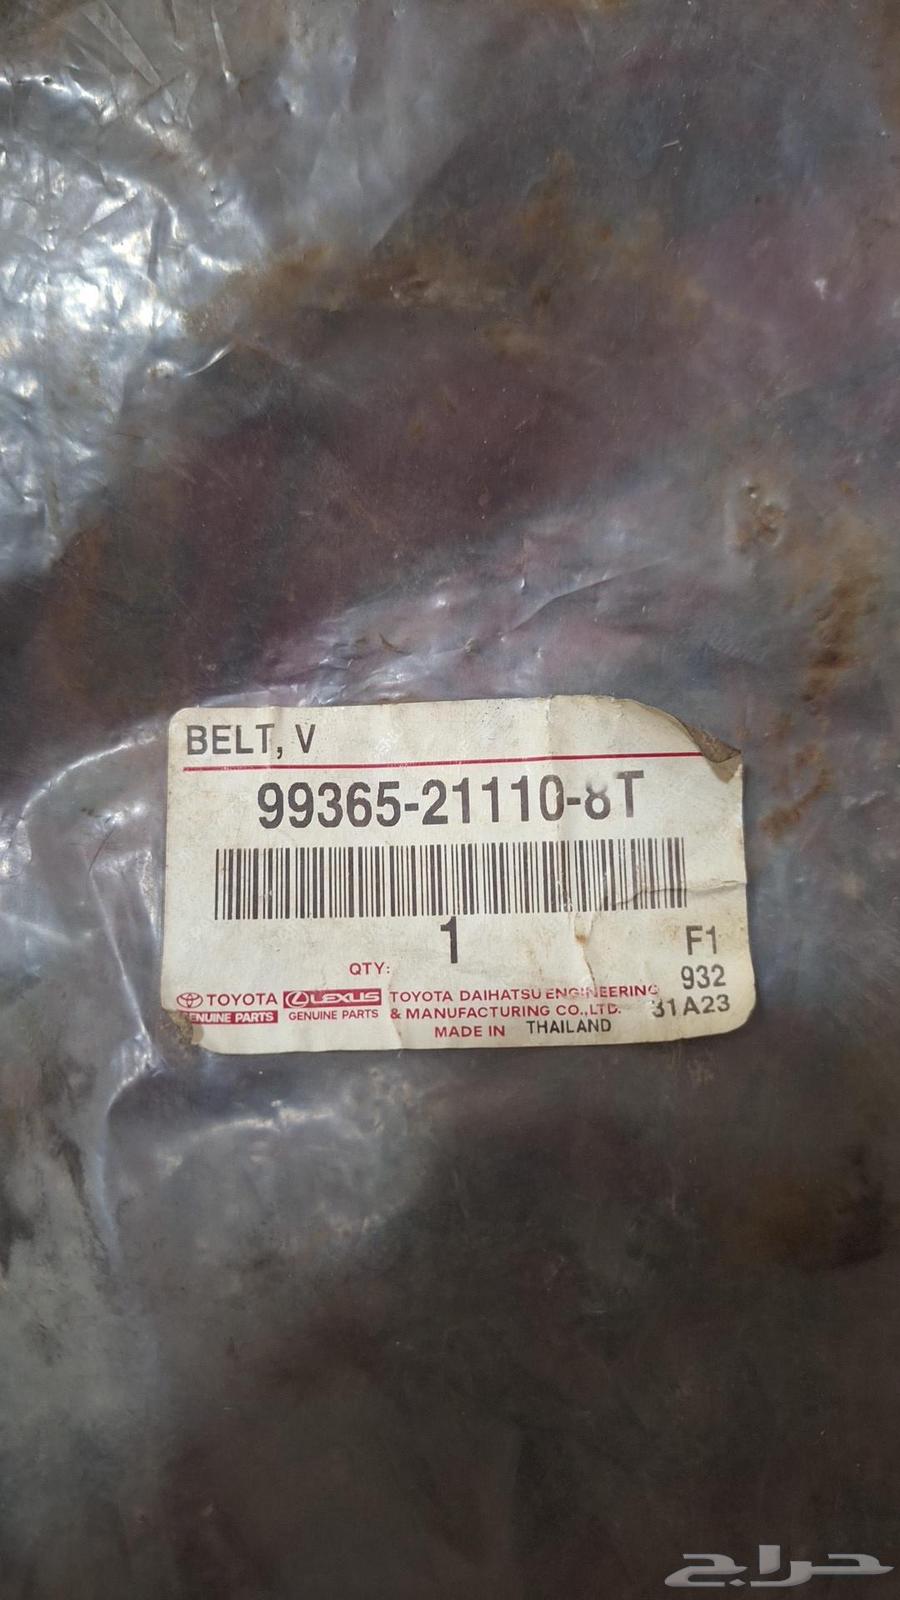 BELT, V
99365-21110-8T
1
QTY:
F1
932
31A23
TOYOTA
GENUINE PARTS
LEXUS
GENUINE PARTS
TOYOTA DAIHATSU ENGINEERING
& MANUFACTURING CO.,LTD.
MADE IN THAILAND
حراج